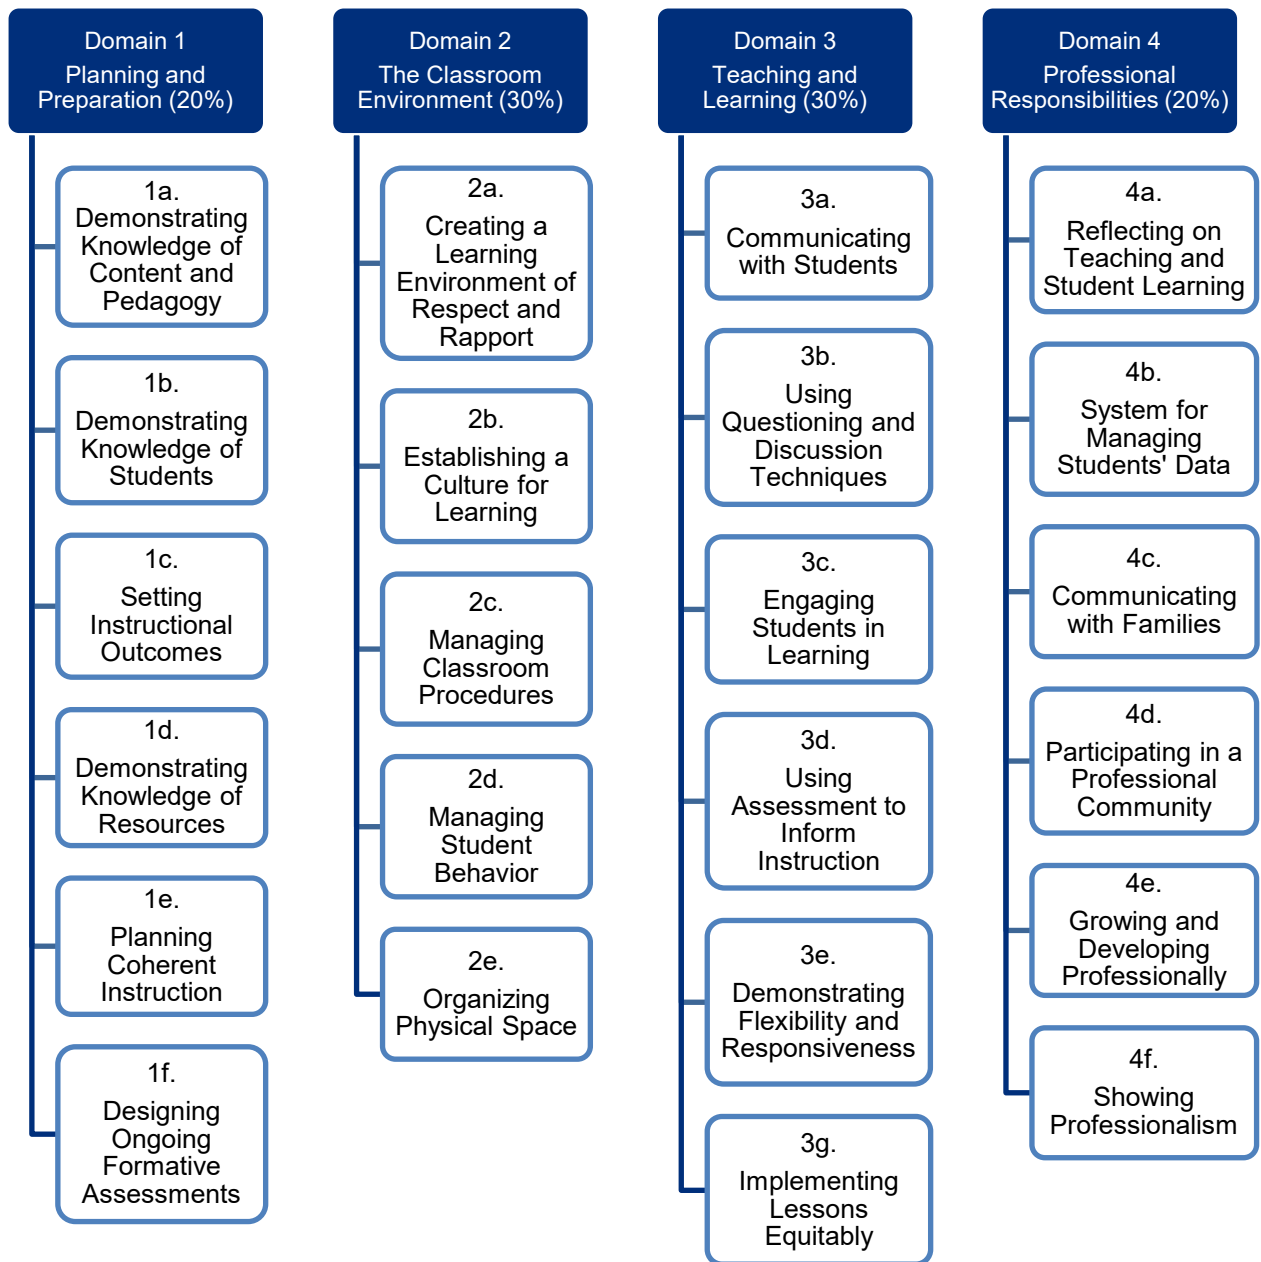 Domain 1
Planning and
Preparation (20%)
1a.
Demonstrating
Knowledge of
Content and
Pedagogy
1b.
Demonstrating
Knowledge of
Students
1c.
Setting
Instructional
Outcomes
1d.
Demonstrating
Knowledge of
Resources
1e.
Planning
Coherent
Instruction
1f.
Designing
Ongoing
Formative
Assessments
Domain 2
The Classroom
Environment (30%)
2a.
Creating a
Learning
Environment of
Respect and
Rapport
2b.
Establishing a
Culture for
Learning
2c.
Managing
Classroom
Procedures
2d.
Managing
Student
Behavior
2e.
Organizing
Physical Space
Domain 3
Teaching and
Learning (30%)
3a.
Communicating
with Students
3b.
Using
Questioning and
Discussion
Techniques
3c.
Engaging
Students in
Learning
3d.
Using
Assessment to
Inform
Instruction
3e.
Demonstrating
Flexibility and
Responsiveness
3g.
Implementing
Lessons
Equitably
Domain 4
Professional
Responsibilities (20%)
4a.
Reflecting on
Teaching and
Student Learning
4b.
System for
Managing
Students' Data
4c.
Communicating
with Families
4d.
Participating in a
Professional
Community
4e.
Growing and
Developing
Professionally
4f.
Showing
Professionalism